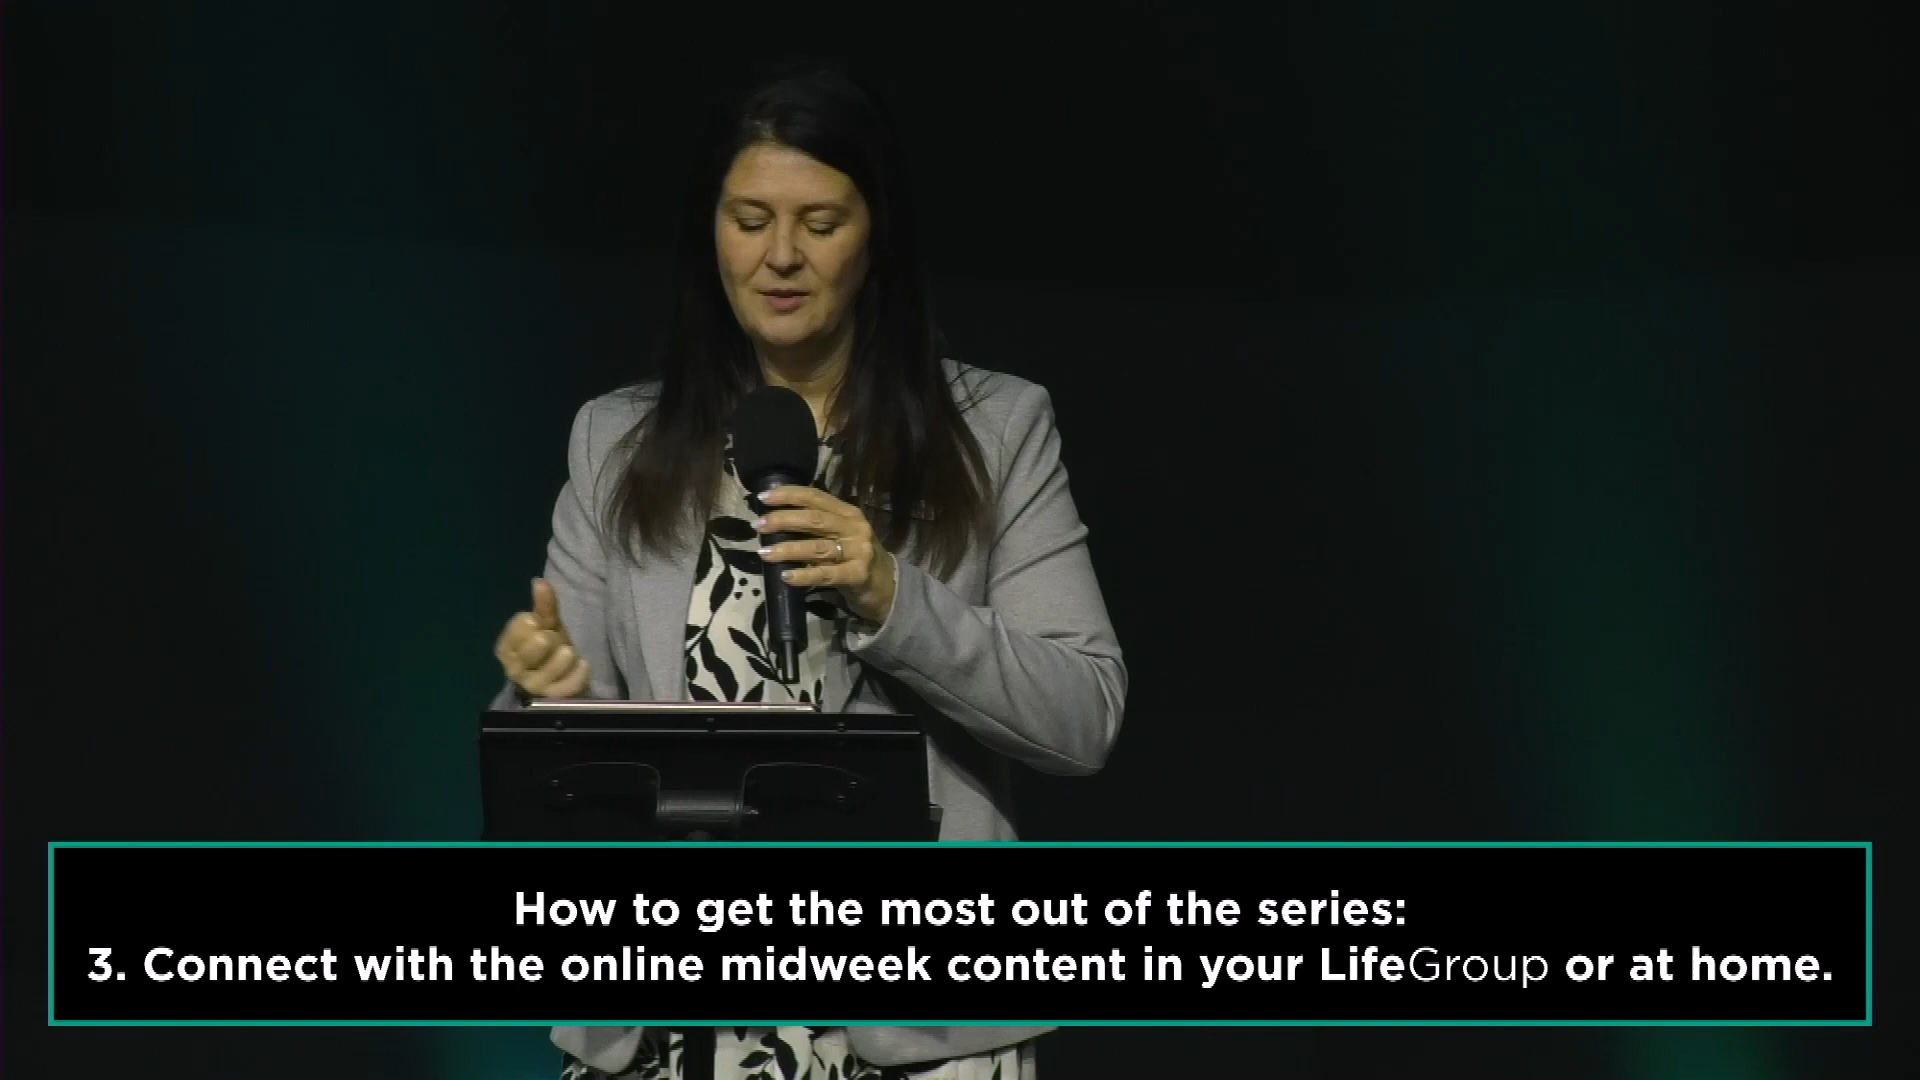 How to get the most out of the series:
3. Connect with the online midweek content in your LifeGroup or at home.